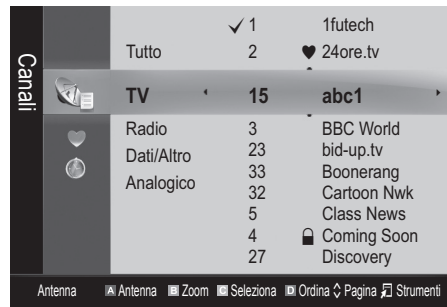 Canali
1 1futech
Tutto 2 24ore.tv
TV 15 abc1
Radio 3 BBC World
Dati/Altro 23 bid-up.tv
Analogico 33 Boonerang
32 Cartoon Nwk
5 Class News
4 Coming Soon
27 Discovery
Antenna A Antenna B Zoom C Seleziona D Ordina Pagina Strumenti